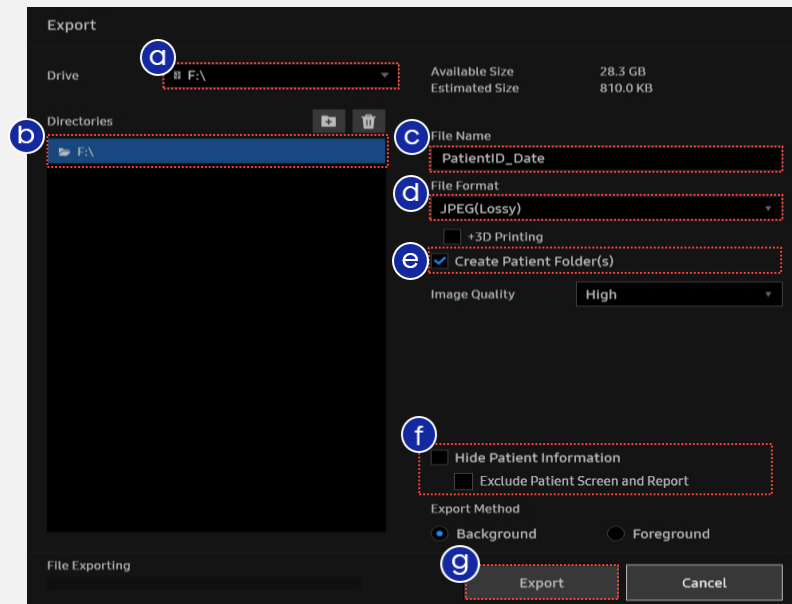 Export
a
Drive
F:\
Available Size 28.3 GB
Estimated Size 810.0 KB
b
Directories
F:\
c
File Name
PatientID_Date
d
File Format
JPEG(Lossy)
+3D Printing
e
Create Patient Folder(s)
Image Quality High
f
Hide Patient Information
Exclude Patient Screen and Report
Export Method
Background Foreground
File Exporting
g
Export Cancel